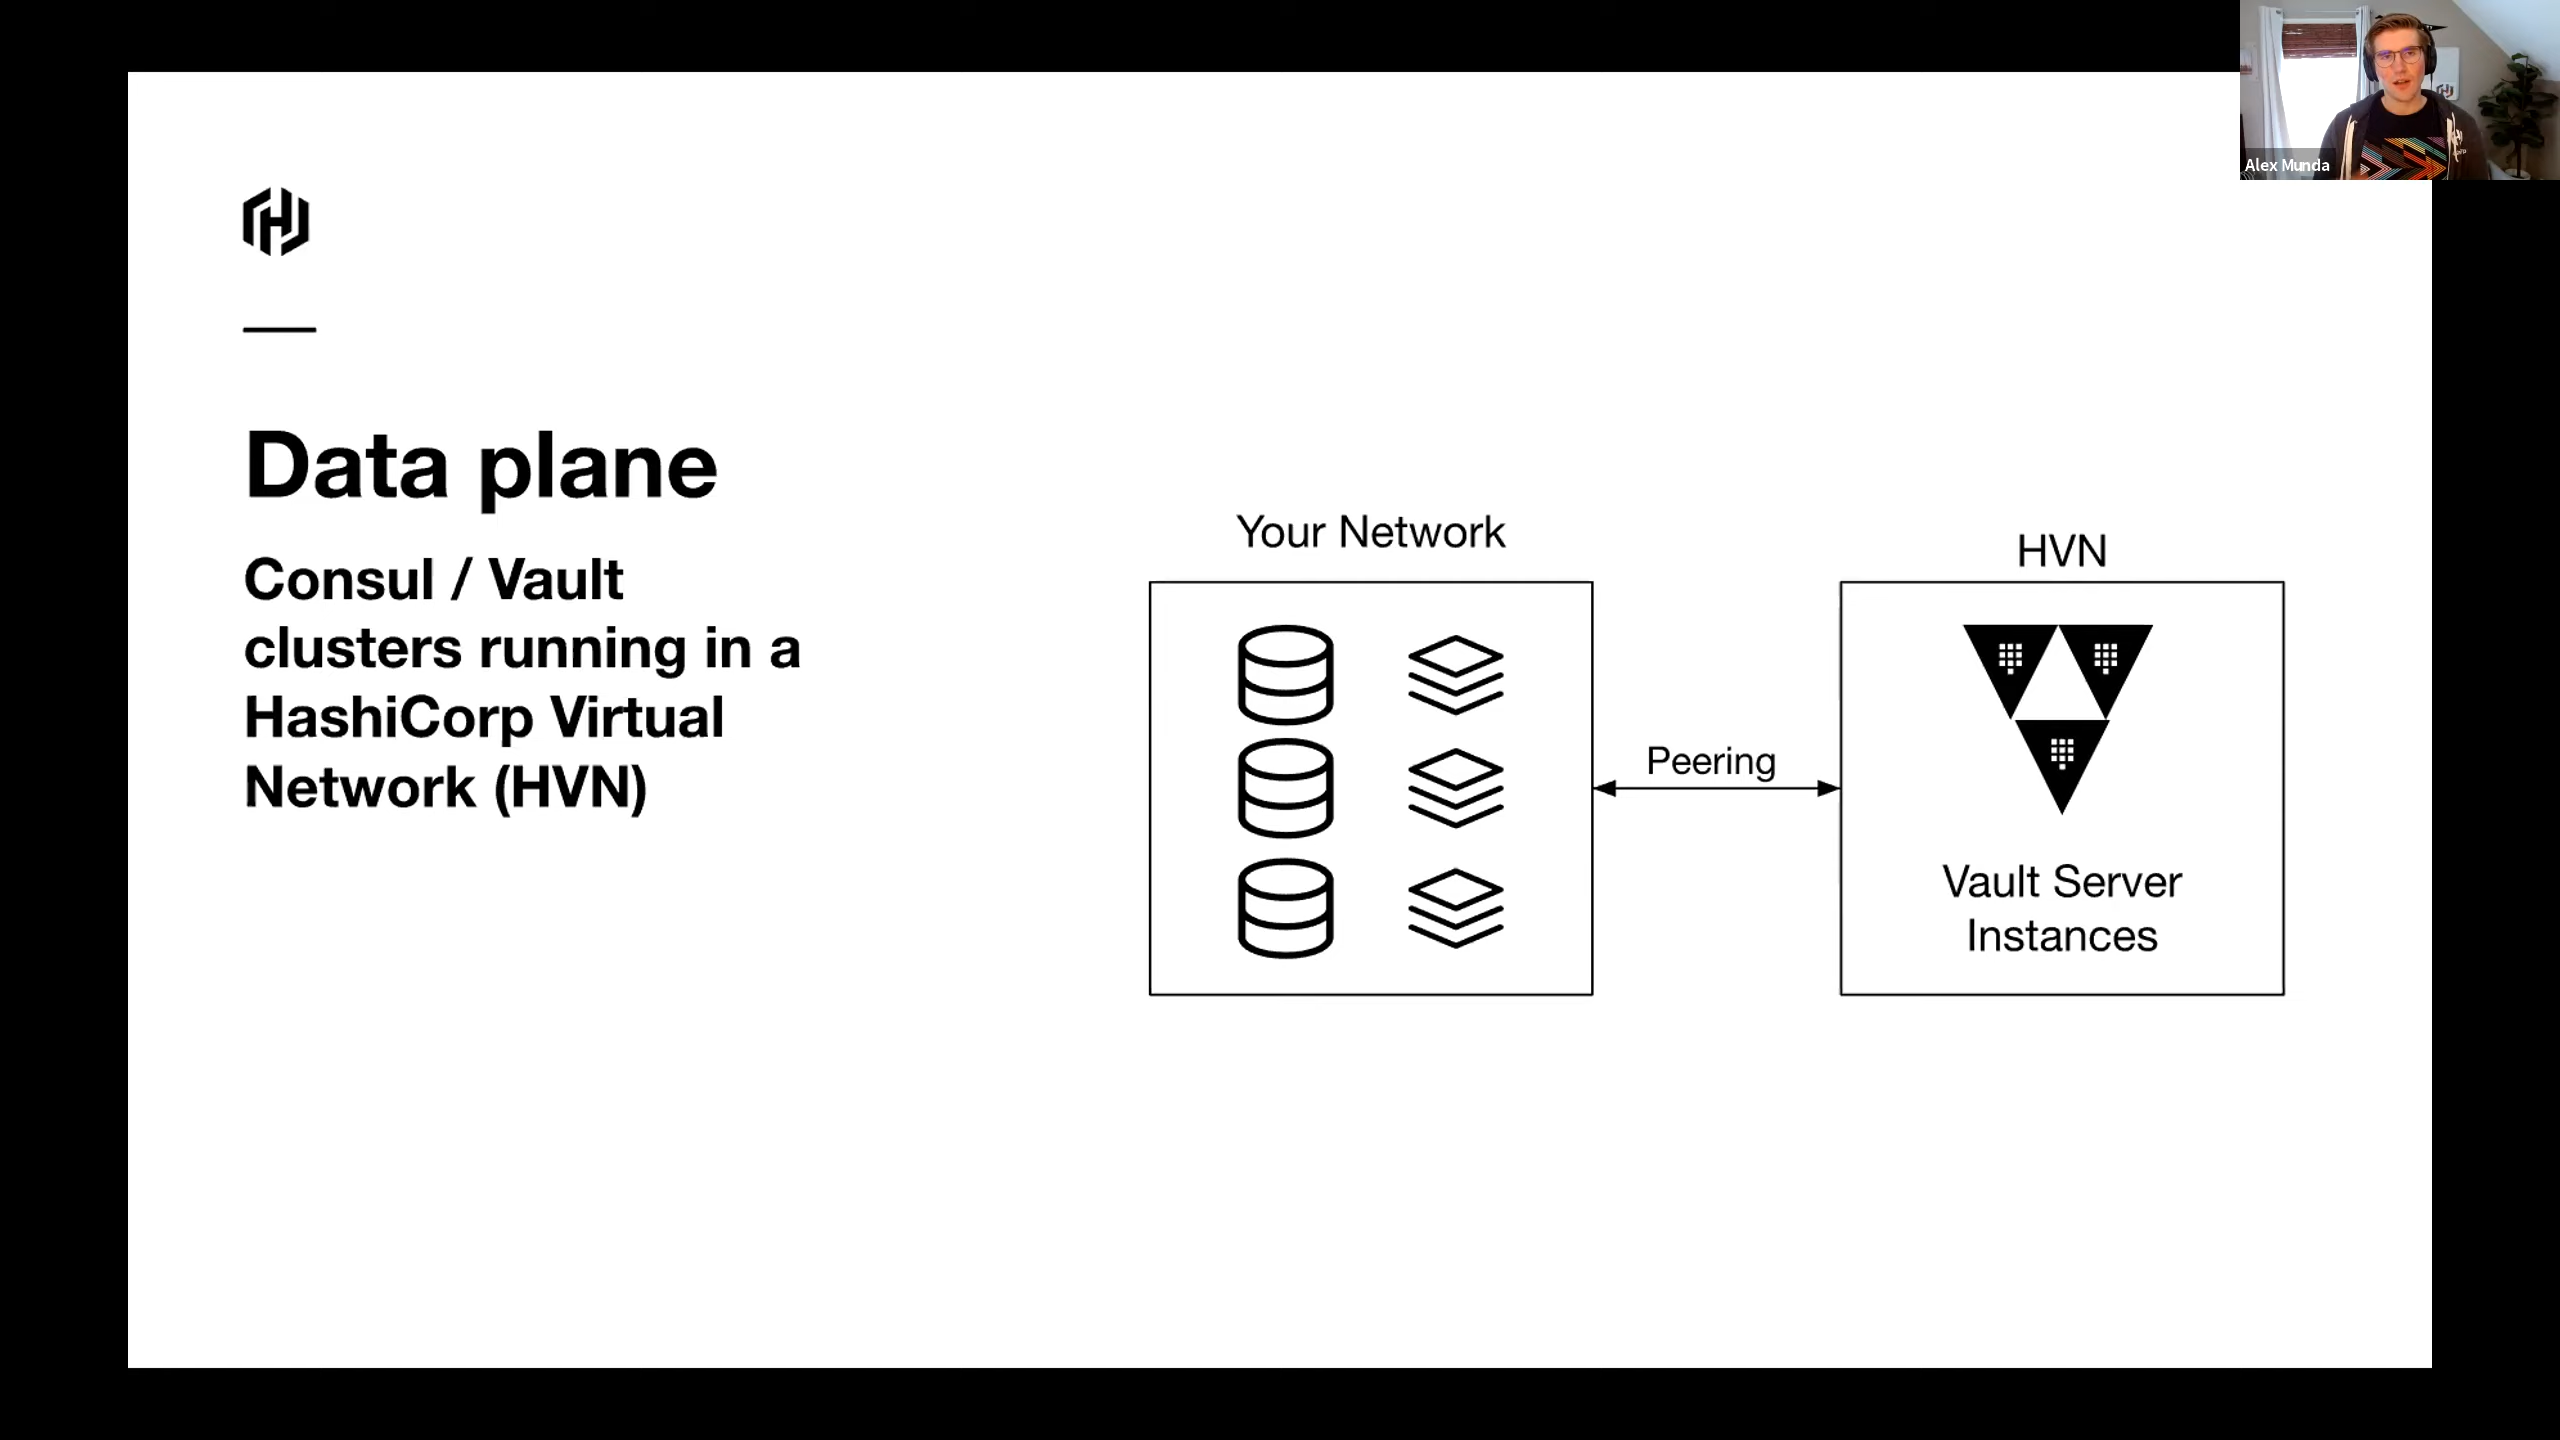 Alex Munda
Data plane
Consul / Vault
clusters running in a
HashiCorp Virtual
Network (HVN)
Your Network
Peering
HVN
Vault Server
Instances